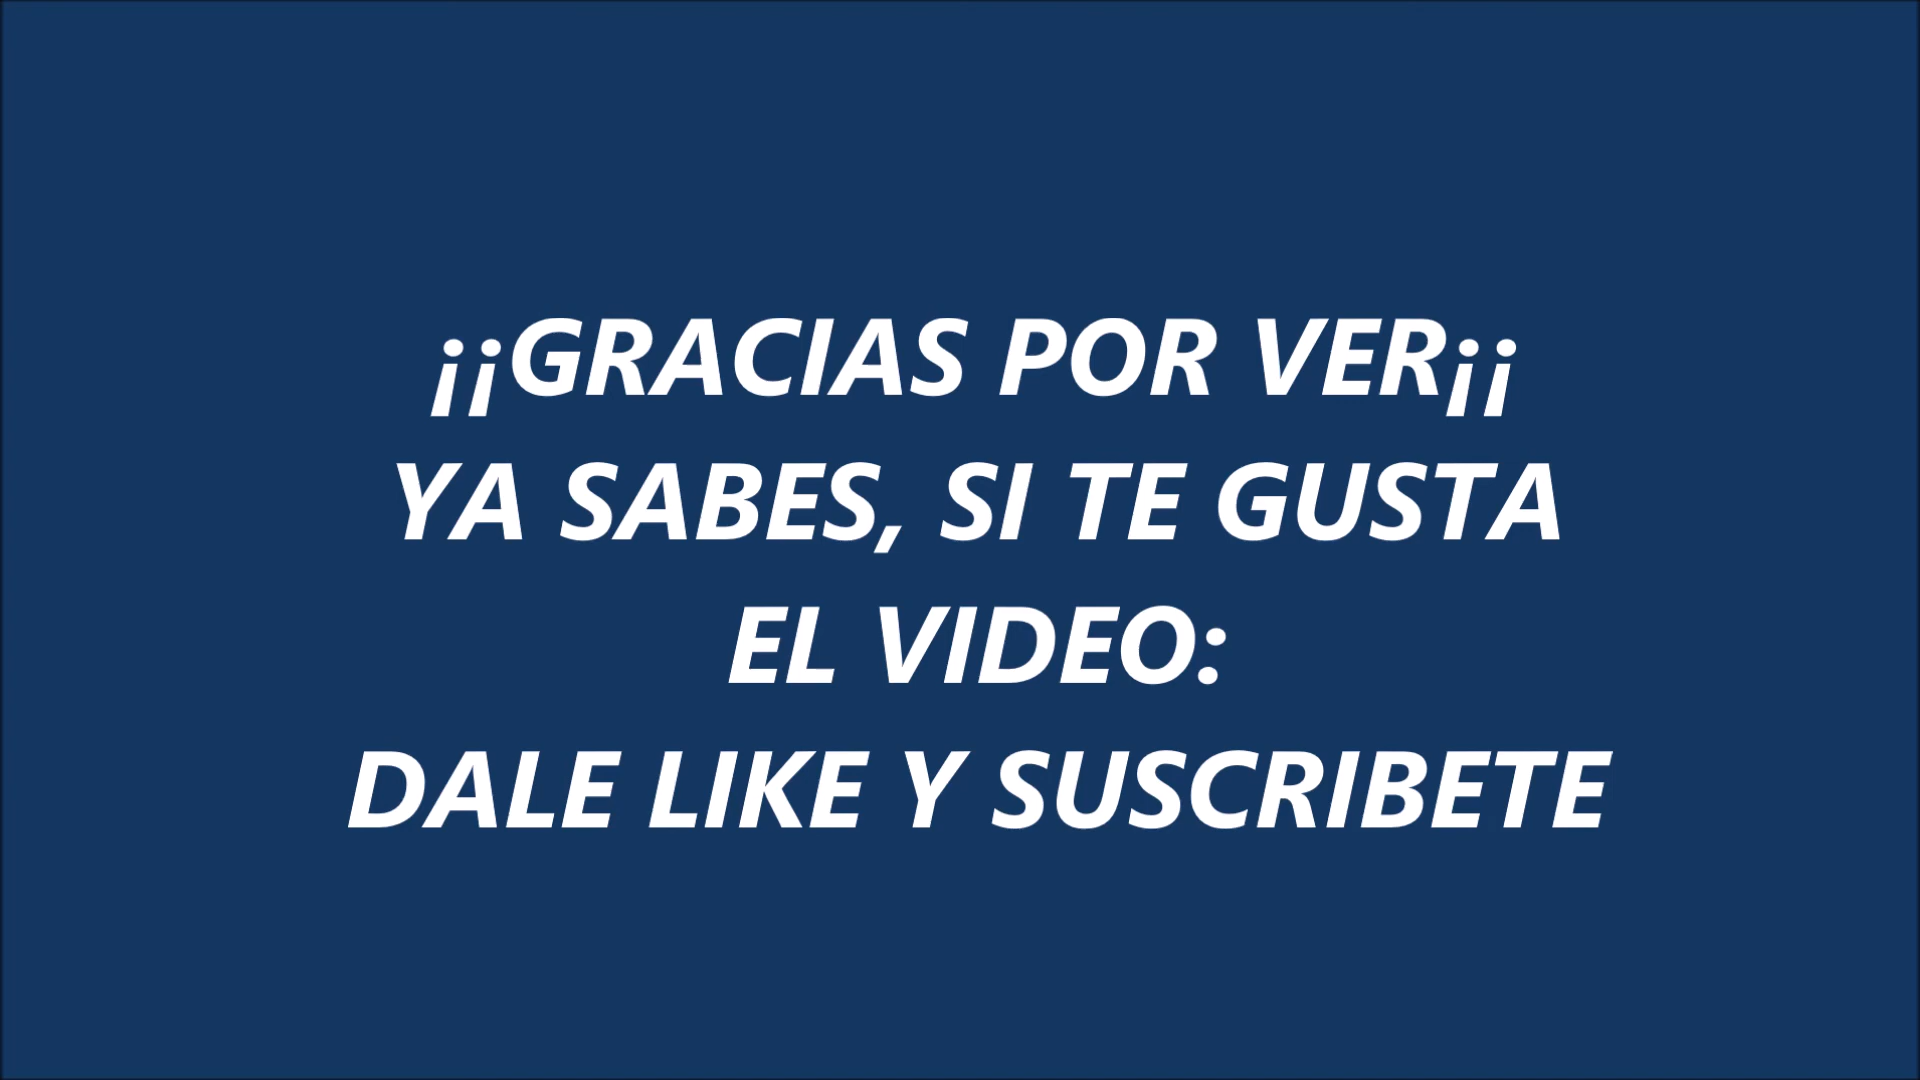 ¡¡GRACIAS POR VER¡¡
YA SABES, SI TE GUSTA
EL VIDEO:
DALE LIKE Y SUSCRIBETE